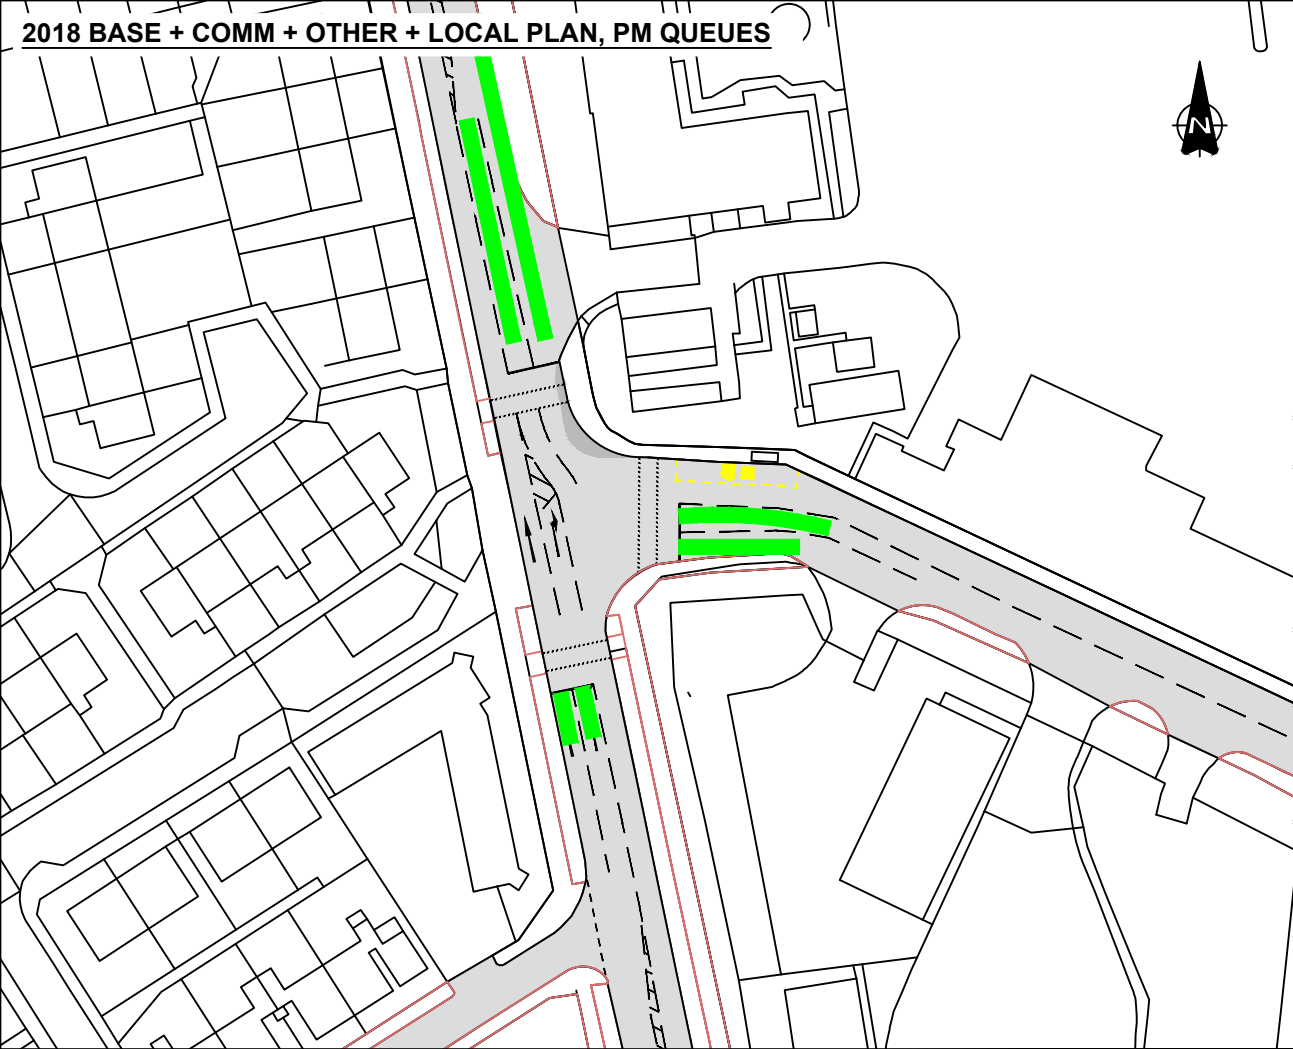 2018 BASE + COMM + OTHER + LOCAL PLAN, PM QUEUES
N